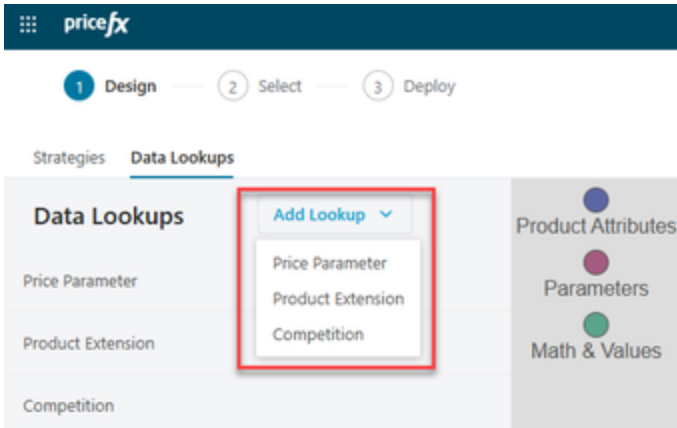 pricefx
1 Design 2 Select 3 Deploy
Strategies Data Lookups
Data Lookups
Add Lookup
Price Parameter
Product Extension
Competition
Price Parameter
Product Extension
Competition
Product Attributes
Parameters
Math & Values